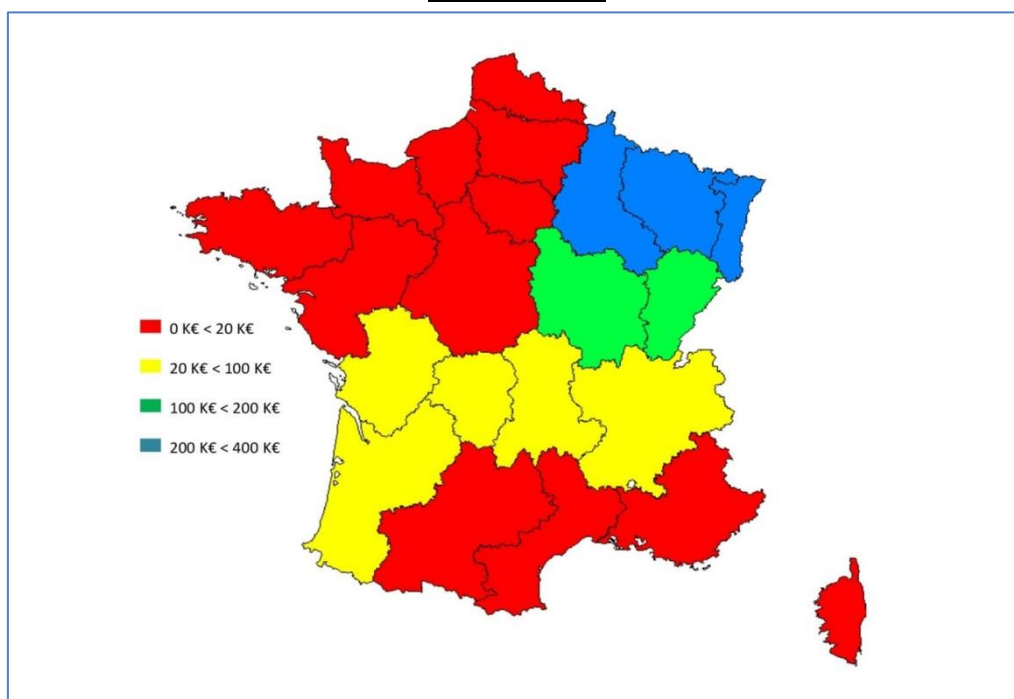 0 K€ < 20 K€
20 K€ < 100 K€
100 K€ < 200 K€
200 K€ < 400 K€